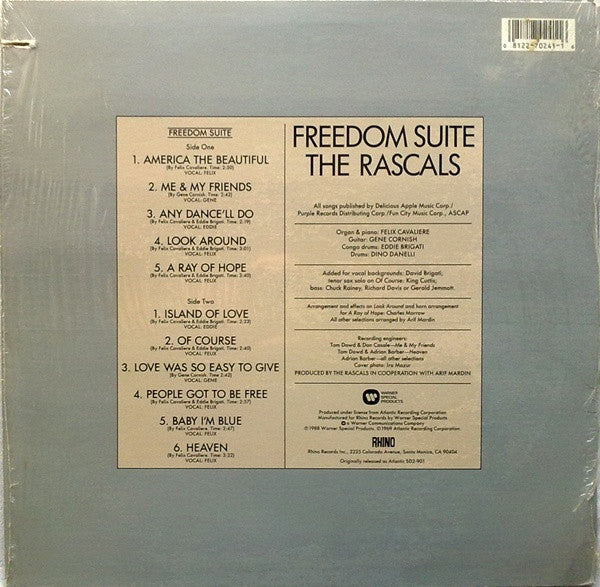 0 81227-0241-1 6
FREEDOM SUITE
Side One
1. AMERICA THE BEAUTIFUL
(By Felix Cavaliere. Time: 2:50)
VOCAL: FELIX
2. ME & MY FRIENDS
(By Gene Cornish. Time: 2:42)
VOCAL: GENE
3. ANY DANCE'LL DO
(By Felix Cavaliere & Eddie Brigati. Time: 2:19)
VOCAL: EDDIE
4. LOOK AROUND
(By Felix Cavaliere & Eddie Brigati. Time: 3:01)
VOCAL: FELIX
5. A RAY OF HOPE
(By Felix Cavaliere & Eddie Brigati. Time: 3:40)
VOCAL: FELIX
Side Two
1. ISLAND OF LOVE
(By Felix Cavaliere & Eddie Brigati. Time: 2:23)
VOCAL: EDDIE
2. OF COURSE
(By Felix Cavaliere & Eddie Brigati. Time: 2:40)
VOCAL: FELIX
3. LOVE WAS SO EASY TO GIVE
(By Gene Cornish. Time 2:42)
VOCAL: GENE
4. PEOPLE GOT TO BE FREE
(By Felix Cavaliere & Eddie Brigati. Time: 2:57)
VOCAL: FELIX
5. BABY I'M BLUE
(By Felix Cavaliere. Time: 2:47)
VOCAL: FELIX
6. HEAVEN
(By Felix Cavaliere. Time: 3:22)
VOCAL: FELIX
FREEDOM SUITE
THE RASCALS
All songs published by Delicious Apple Music Corp./
Purple Records Distributing Corp./Fun City Music Corp., ASCAP
Organ & piano: FELIX CAVALIERE
Guitar: GENE CORNISH
Conga drums: EDDIE BRIGATI
Drums: DINO DANELLI
Added for vocal backgrounds: David Brigati,
tenor sax solo on Of Course: King Curtis;
bass: Chuck Rainey, Richard Davis or Gerald Jemmott.
Arrangement and effects on Look Around and horn arrangement
for A Ray of Hope: Charles Morrow
All other selections arranged by Arif Mardin
Recording engineers:
Tom Dowd & Don Casale—Me & My Friends
Tom Dowd & Adrian Barber—Heaven
Adrian Barber—all other selections
Cover photo: Ira Mazur
PRODUCED BY THE RASCALS IN COOPERATION WITH ARIF MARDIN
WARNER
SPECIAL
PRODUCTS
Produced under license from Atlantic Recording Corporation
Manufactured for Rhino Records by Warner Special Products.
a Warner Communications Company
© 1988 Warner Special Products. ℗ 1969 Atlantic Recording Corporation.
RHINO
Rhino Records Inc., 2225 Colorado Avenue, Santa Monica, CA 90404
Originally released as Atlantic SD2-901